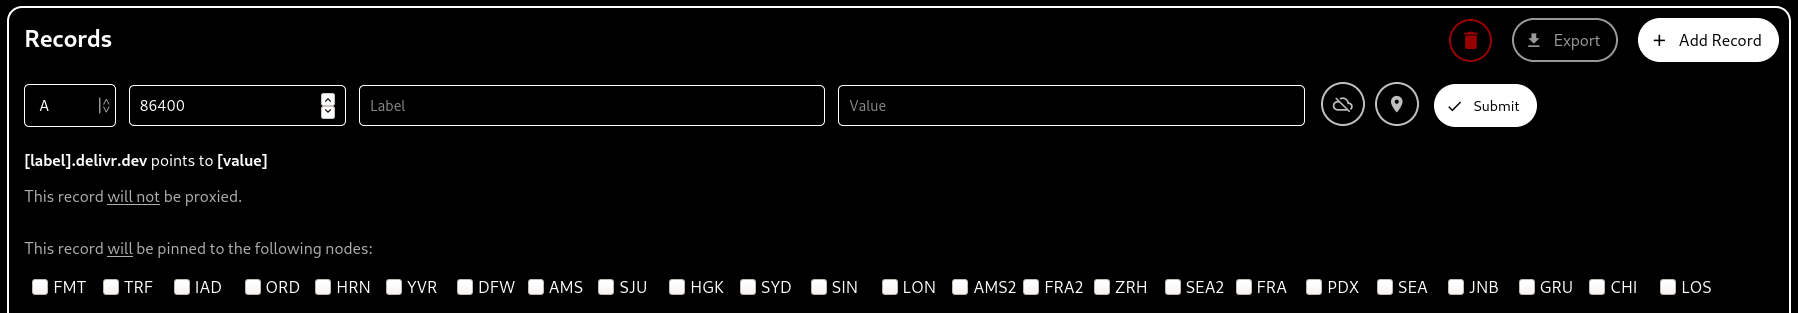 Records
Export
Add Record
A
86400
Label
Value
Submit
[label].delivr.dev points to [value]
This record will not be proxied.
This record will be pinned to the following nodes:
FMT TRF IAD ORD HRN YVR DFW AMS SJU HGK SYD SIN LON AMS2 FRA2 ZRH SEA2 FRA PDX SEA JNB GRU CHI LOS